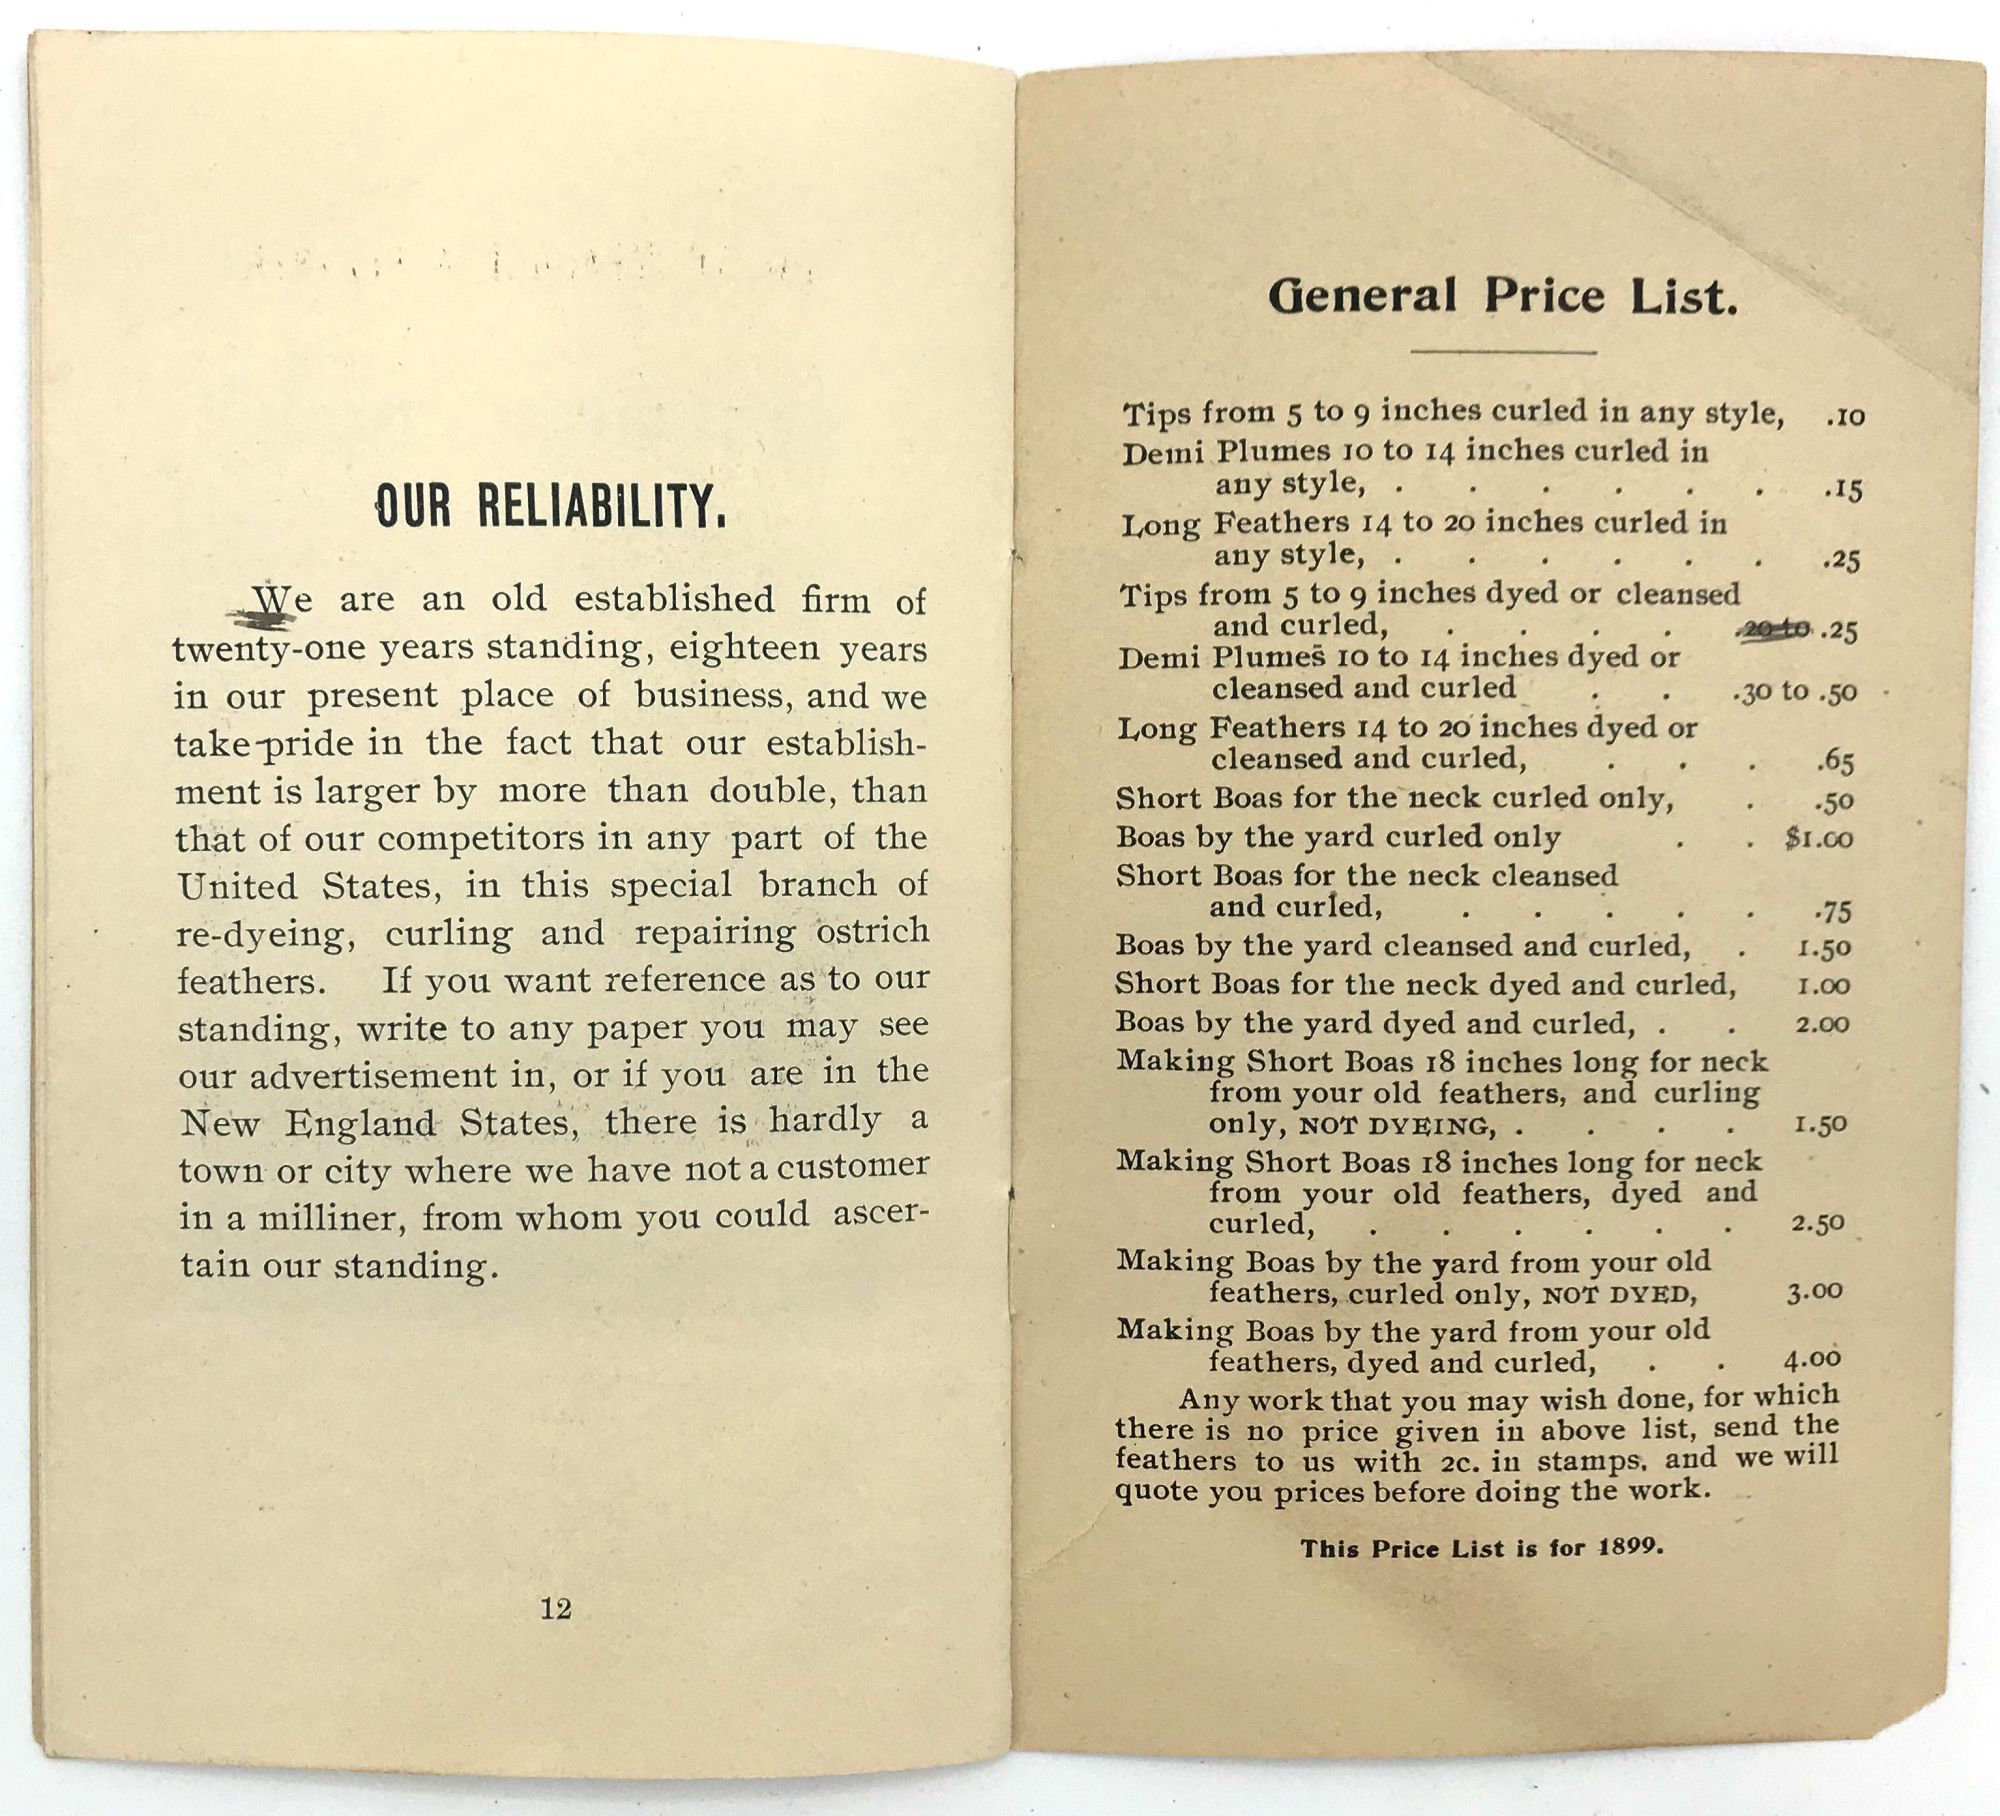 OUR RELIABILITY.
We are an old established firm of
twenty-one years standing, eighteen years
in our present place of business, and we
take pride in the fact that our establish-
ment is larger by more than double, than
that of our competitors in any part of the
United States, in this special branch of
re-dyeing, curling and repairing ostrich
feathers. If you want reference as to our
standing, write to any paper you may see
our advertisement in, or if you are in the
New England States, there is hardly a
town or city where we have not a customer
in a milliner, from whom you could ascer-
tain our standing.
12
General Price List.
Tips from 5 to 9 inches curled in any style, .10
Demi Plumes 10 to 14 inches curled in
any style, . . . . . . .15
Long Feathers 14 to 20 inches curled in
any style, . . . . . . .25
Tips from 5 to 9 inches dyed or cleansed
and curled, . . . . .20 to .25
Demi Plumes 10 to 14 inches dyed or
cleansed and curled . . .30 to .50
Long Feathers 14 to 20 inches dyed or
cleansed and curled, . . . .65
Short Boas for the neck curled only, . .50
Boas by the yard curled only . . $1.00
Short Boas for the neck cleansed
and curled, . . . . . .75
Boas by the yard cleansed and curled, . 1.50
Short Boas for the neck dyed and curled, 1.00
Boas by the yard dyed and curled, . . 2.00
Making Short Boas 18 inches long for neck
from your old feathers, and curling
only, NOT DYEING, . . . . 1.50
Making Short Boas 18 inches long for neck
from your old feathers, dyed and
curled, . . . . . . 2.50
Making Boas by the yard from your old
feathers, curled only, NOT DYED, 3.00
Making Boas by the yard from your old
feathers, dyed and curled, . . 4.00
Any work that you may wish done, for which
there is no price given in above list, send the
feathers to us with 2c. in stamps, and we will
quote you prices before doing the work.
This Price List is for 1899.